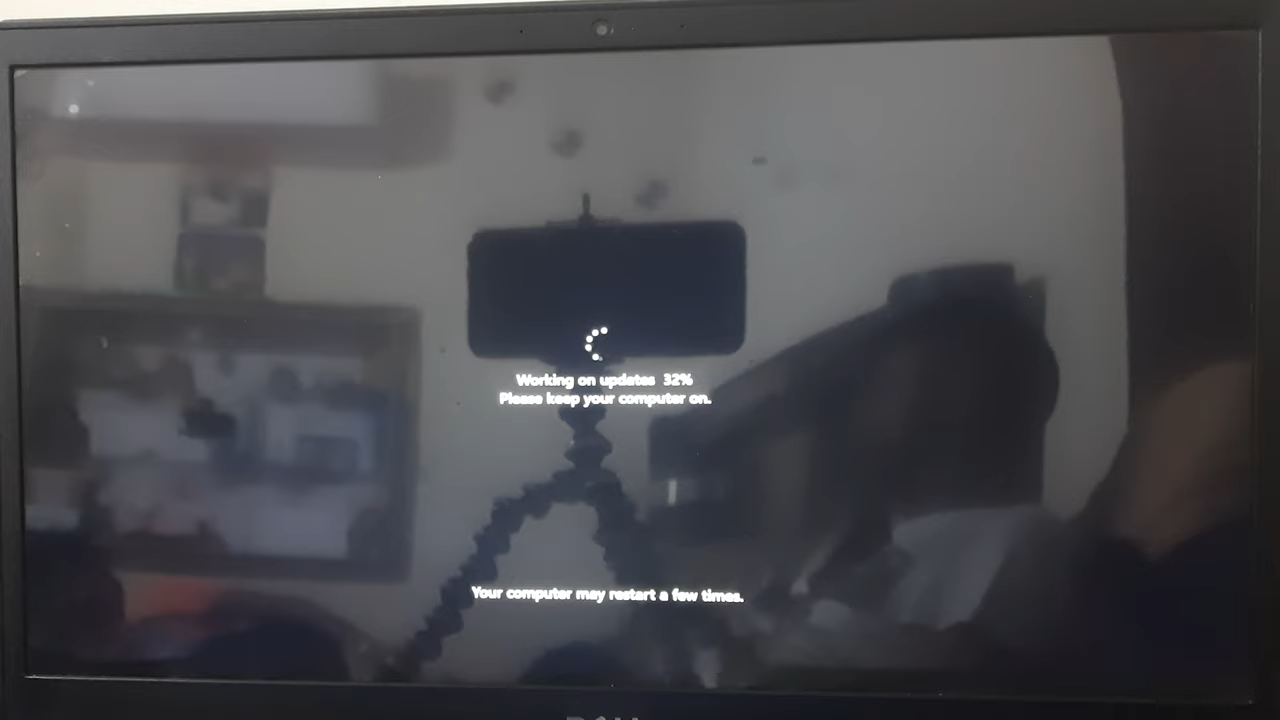 Working on updates 32%
Please keep your computer on.
Your computer may restart a few times.